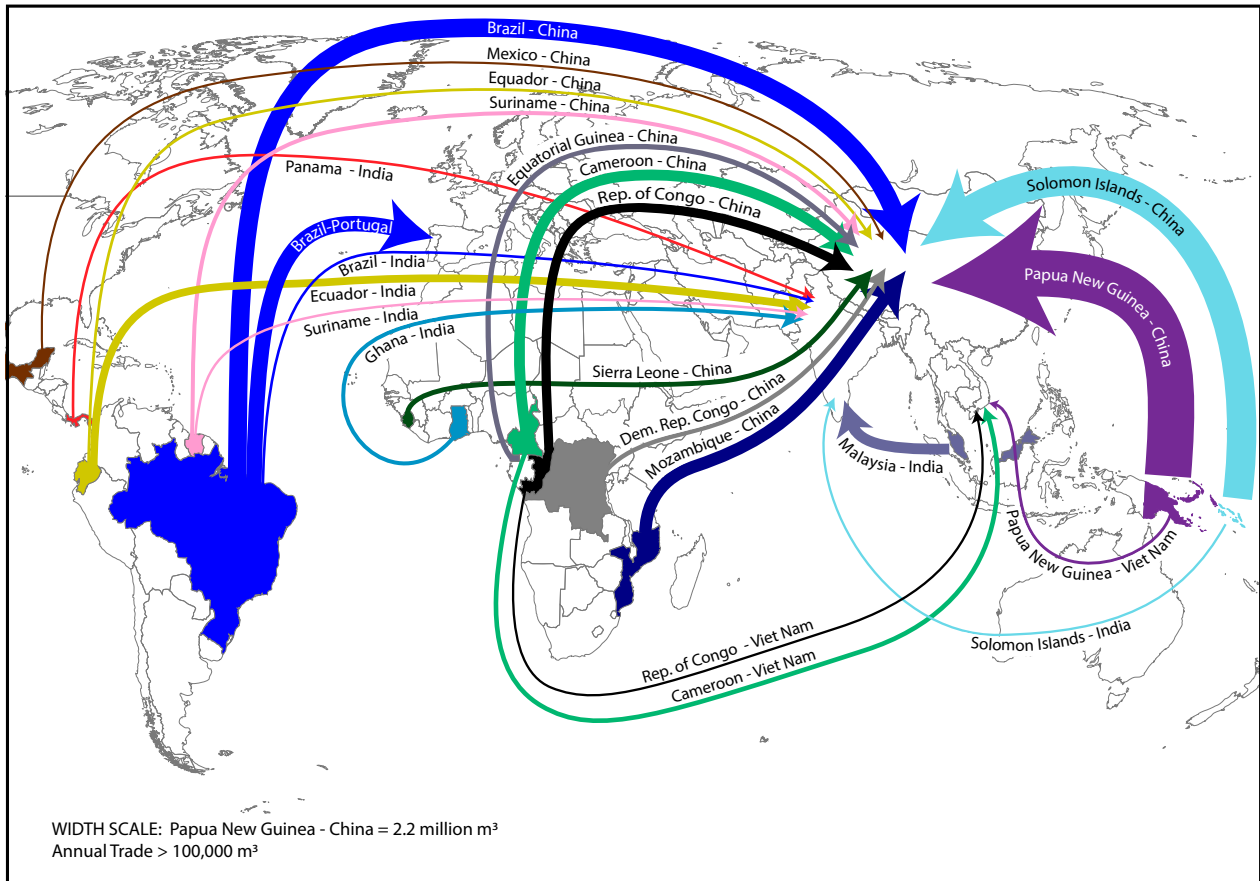 Brazil - China
Mexico - China
Equador - China
Suriname - China
Equatorial Guinea - China
Cameroon - China
Panama - India
Rep. of Congo - China
Solomon Islands - China
Brazil-Portugal
Brazil - India
Papua New Guinea - China
Ecuador - India
Suriname - India
Ghana - India
Sierra Leone - China
Dem. Rep. Congo - China
Mozambique - China
Malaysia - India
Papua New Guinea - Viet Nam
Solomon Islands - India
Rep. of Congo - Viet Nam
Cameroon - Viet Nam
WIDTH SCALE: Papua New Guinea - China = 2.2 million m³
Annual Trade > 100,000 m³